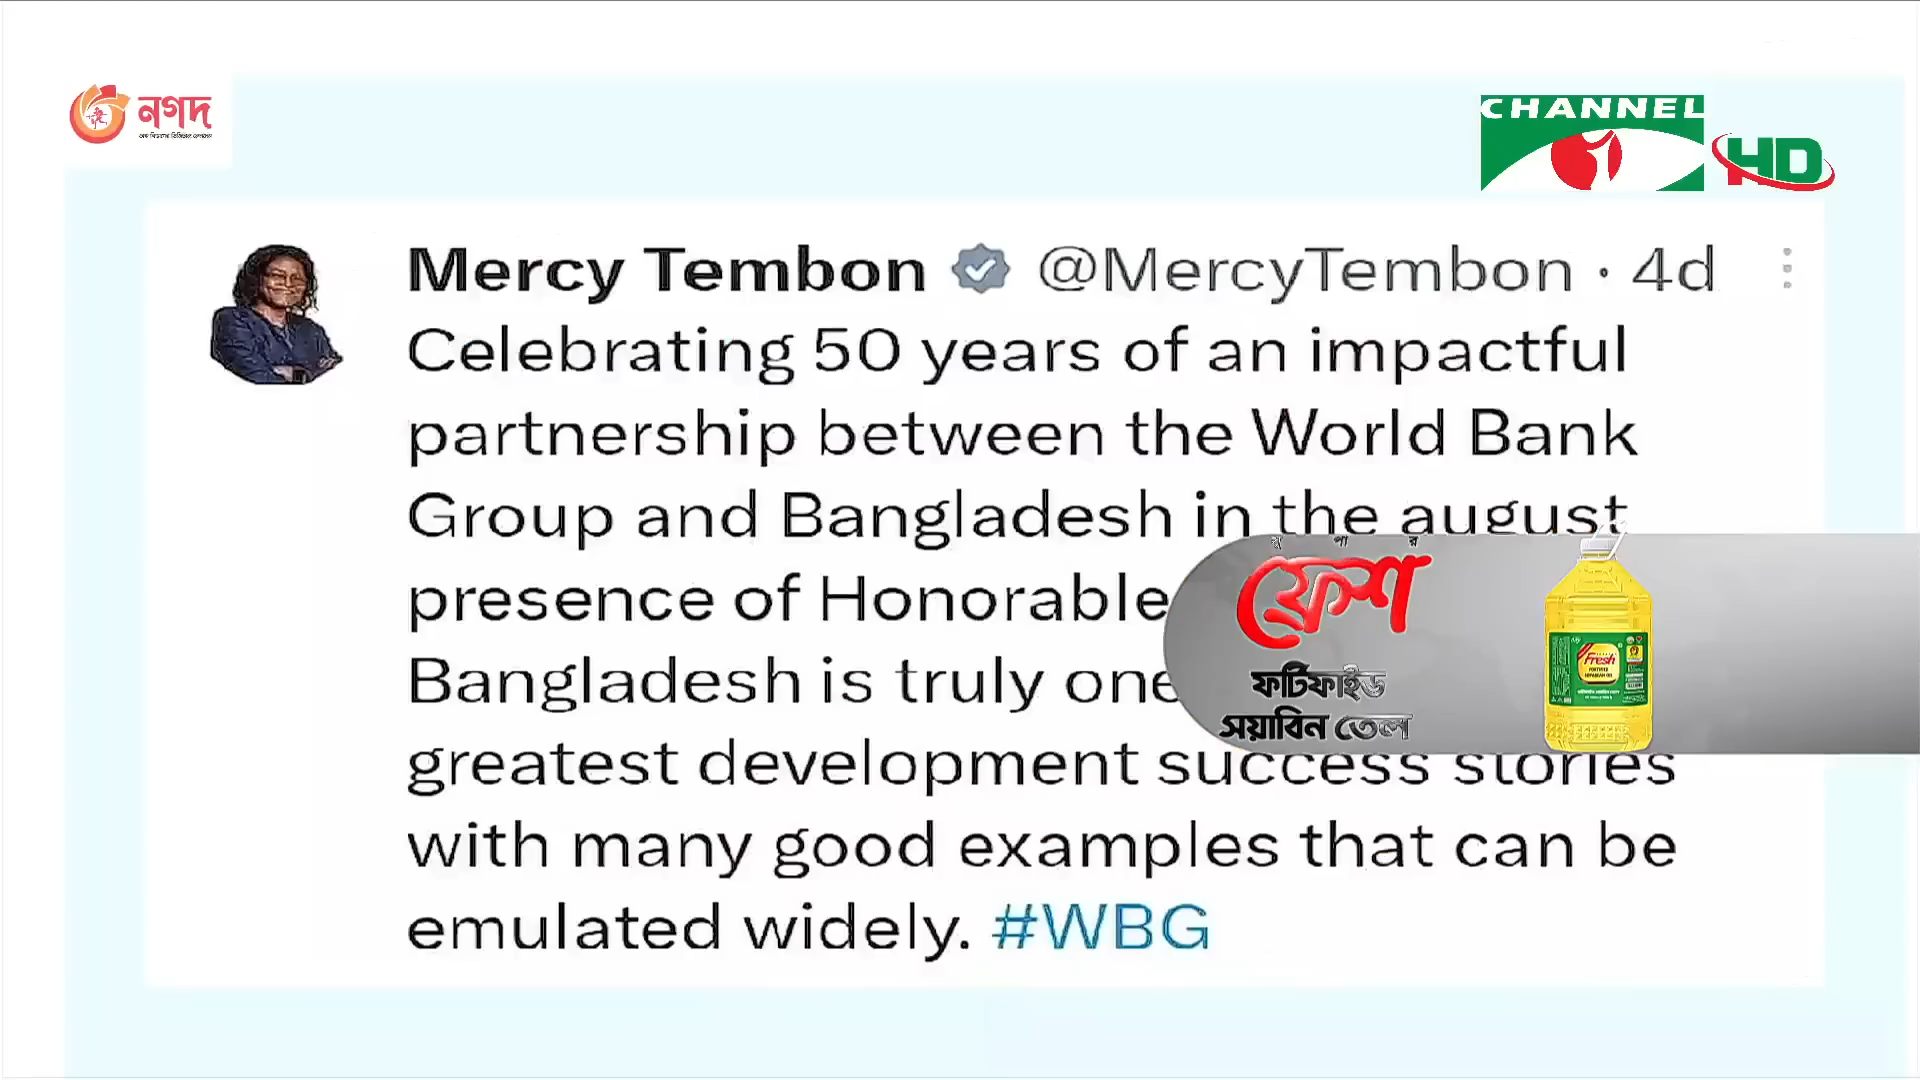 নগদ
CHANNEL
HD
Mercy Tembon @MercyTembon · 4d
Celebrating 50 years of an impactful
partnership between the World Bank
Group and Bangladesh in the august
presence of Honorable
Bangladesh is truly one
greatest development success stories
with many good examples that can be
emulated widely. #WBG
সুপার
ফ্রেশ
ফর্টিফাইড
সয়াবিন তেল
Fresh